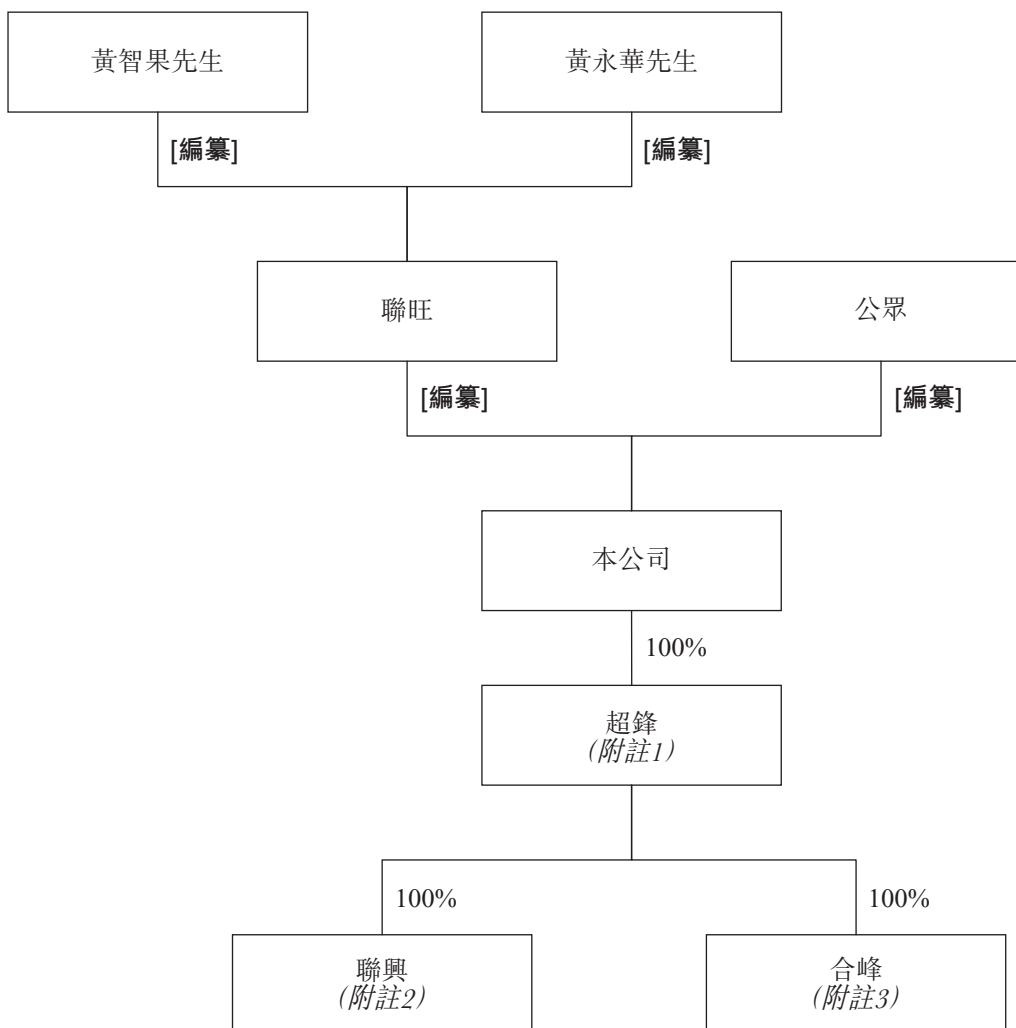 黃智果先生
黃永華先生
[編纂]
[編纂]
聯旺
公眾
[編纂]
[編纂]
本公司
100%
超鋒
(附註1)
100%
100%
聯興
(附註2)
合峰
(附註3)